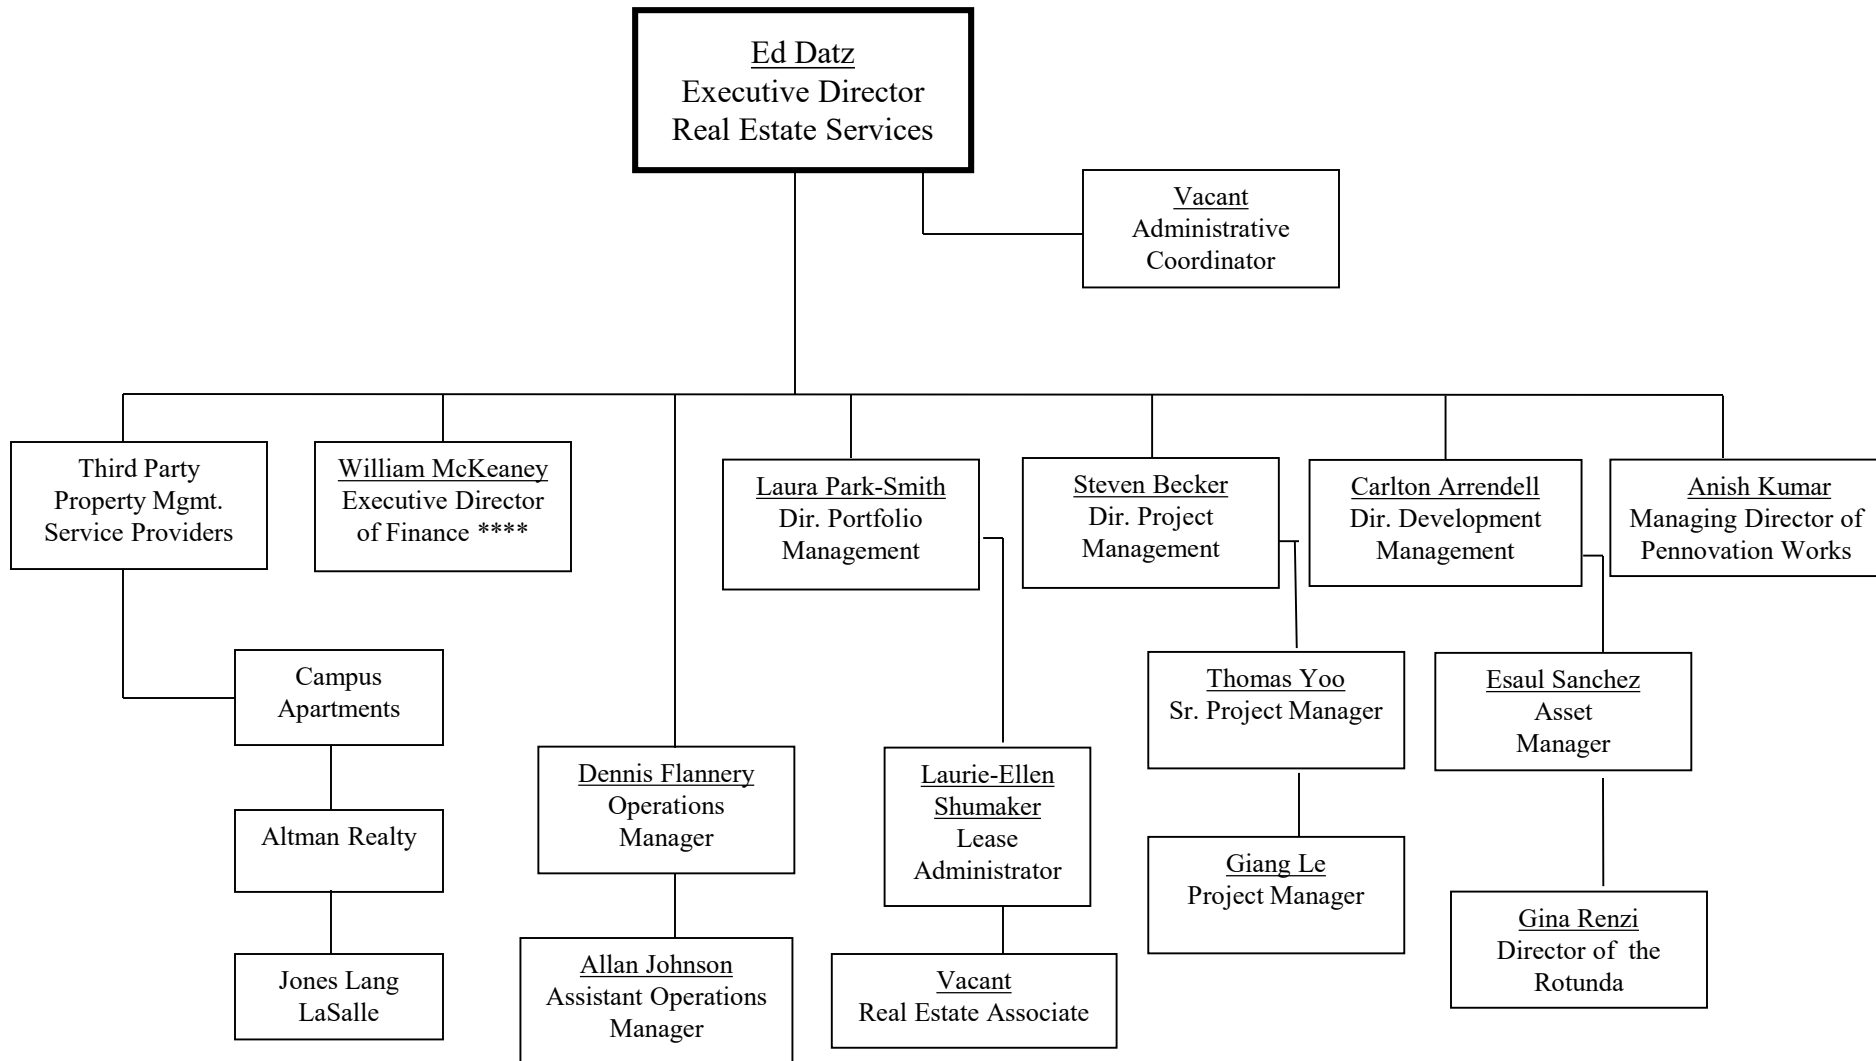 Ed Datz
Executive Director
Real Estate Services
Vacant
Administrative
Coordinator
Third Party
Property Mgmt.
Service Providers
William McKeaney
Executive Director
of Finance ****
Laura Park-Smith
Dir. Portfolio
Management
Steven Becker
Dir. Project
Management
Carlton Arrendell
Dir. Development
Management
Anish Kumar
Managing Director of
Pennovation Works
Campus
Apartments
Altman Realty
Jones Lang
LaSalle
Dennis Flannery
Operations
Manager
Allan Johnson
Assistant Operations
Manager
Laurie-Ellen
Shumaker
Lease
Administrator
Vacant
Real Estate Associate
Thomas Yoo
Sr. Project Manager
Giang Le
Project Manager
Esaul Sanchez
Asset
Manager
Gina Renzi
Director of the
Rotunda